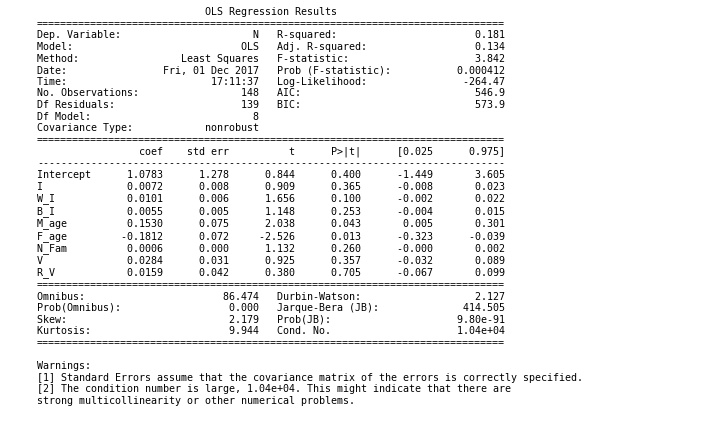 OLS Regression Results
==============================================================================
Dep. Variable:                      N   R-squared:                       0.181
Model:                            OLS   Adj. R-squared:                  0.134
Method:                 Least Squares   F-statistic:                     3.842
Date:                Fri, 01 Dec 2017   Prob (F-statistic):           0.000412
Time:                        17:11:37   Log-Likelihood:                -264.47
No. Observations:                 148   AIC:                             546.9
Df Residuals:                     139   BIC:                             573.9
Df Model:                           8
Covariance Type:            nonrobust
==============================================================================
                 coef    std err          t      P>|t|      [0.025      0.975]
------------------------------------------------------------------------------
Intercept      1.0783      1.278      0.844      0.400      -1.449       3.605
I              0.0072      0.008      0.909      0.365      -0.008       0.023
W_I            0.0101      0.006      1.656      0.100      -0.002       0.022
B_I            0.0055      0.005      1.148      0.253      -0.004       0.015
M_age          0.1530      0.075      2.038      0.043       0.005       0.301
F_age         -0.1812      0.072     -2.526      0.013      -0.323      -0.039
N_Fam          0.0006      0.000      1.132      0.260      -0.000       0.002
V              0.0284      0.031      0.925      0.357      -0.032       0.089
R_V            0.0159      0.042      0.380      0.705      -0.067       0.099
==============================================================================
Omnibus:                       86.474   Durbin-Watson:                   2.127
Prob(Omnibus):                  0.000   Jarque-Bera (JB):              414.505
Skew:                           2.179   Prob(JB):                     9.80e-91
Kurtosis:                       9.944   Cond. No.                     1.04e+04
==============================================================================
Warnings:
[1] Standard Errors assume that the covariance matrix of the errors is correctly specified.
[2] The condition number is large, 1.04e+04. This might indicate that there are
strong multicollinearity or other numerical problems.